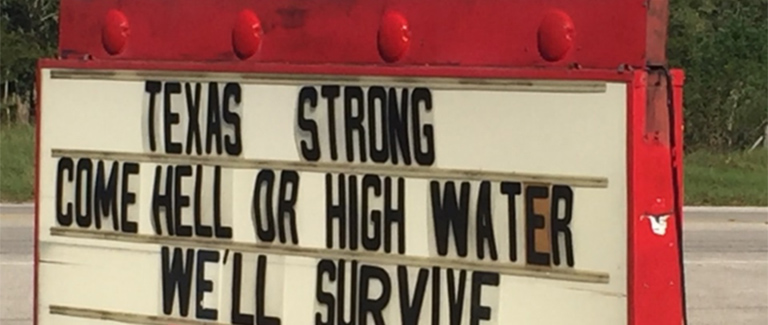 TEXAS STRONG
COME HELL OR HIGH WATER
WE'LL SURVIVE